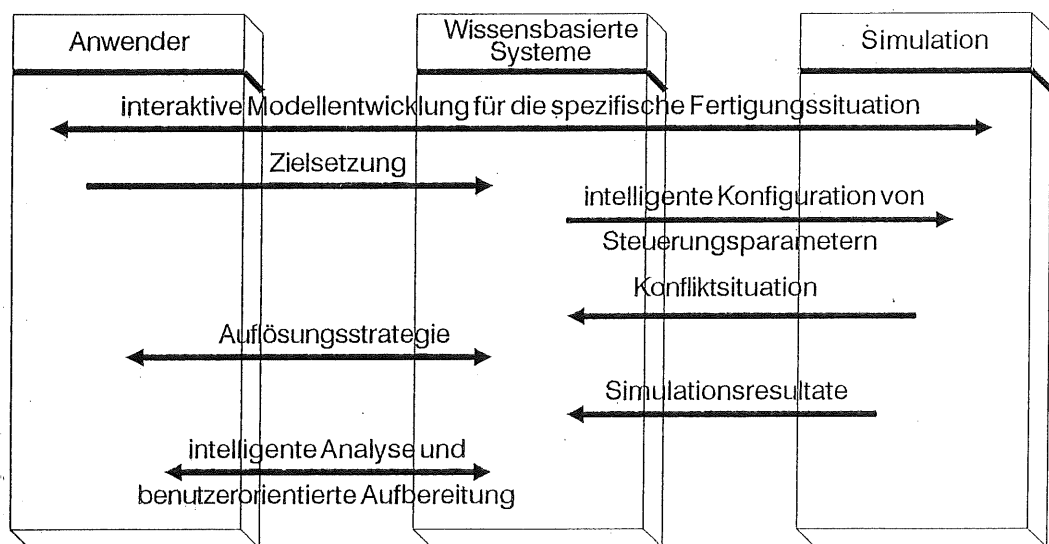 Anwender
Wissensbasierte
Systeme
Simulation
interaktive Modellentwicklung für die spezifische Fertigungssituation
Zielsetzung
intelligente Konfiguration von
Steuerungsparametern
Konfliktsituation
Auflösungsstrategie
Simulationsresultate
intelligente Analyse und
benutzerorientierte Aufbereitung